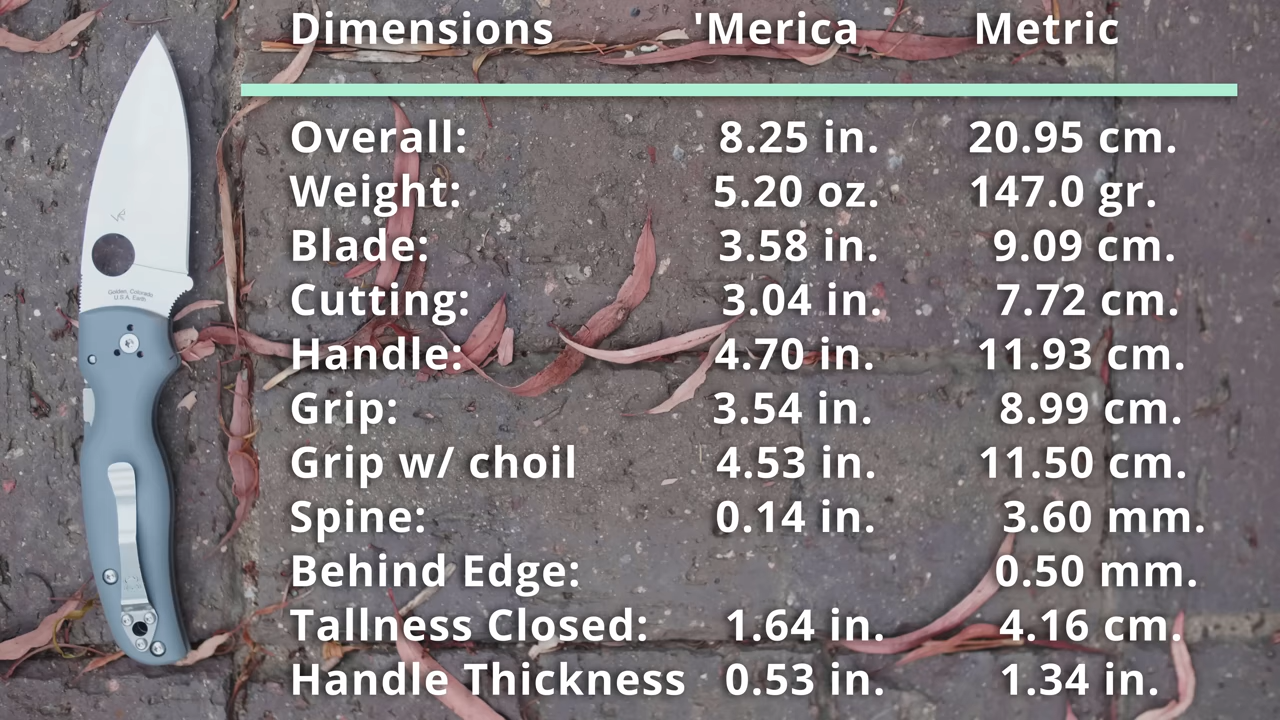 Dimensions 'Merica Metric
Overall: 8.25 in. 20.95 cm.
Weight: 5.20 oz. 147.0 gr.
Blade: 3.58 in. 9.09 cm.
Golden, Colorado
U.S.A. Earth
Cutting: 3.04 in. 7.72 cm.
Handle: 4.70 in. 11.93 cm.
Grip: 3.54 in. 8.99 cm.
Grip w/ choil 4.53 in. 11.50 cm.
Spine: 0.14 in. 3.60 mm.
Behind Edge: 0.50 mm.
Tallness Closed: 1.64 in. 4.16 cm.
Handle Thickness 0.53 in. 1.34 in.